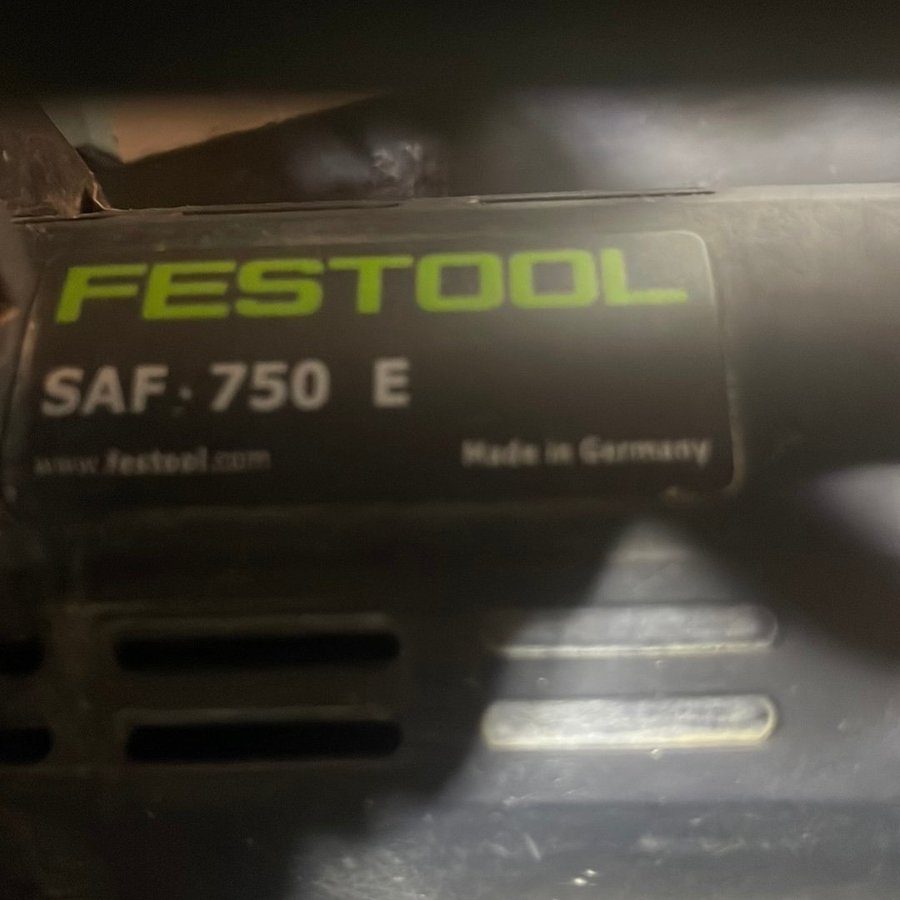 FESTOOL
SAF 750 E
www.festool.com
Made in Germany